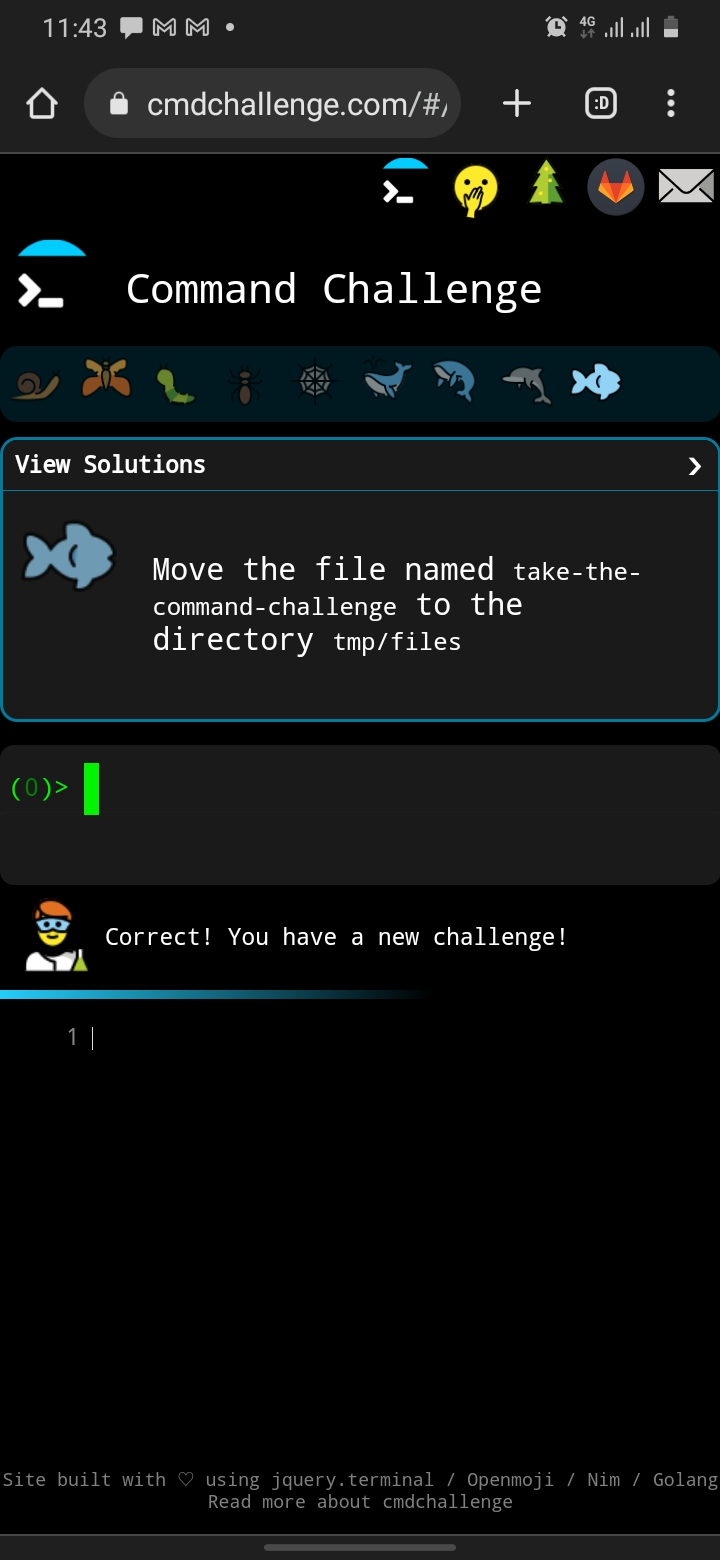 11:43
4G
cmdchallenge.com/#/
:D
Command Challenge
View Solutions
Move the file named take-the-
command-challenge to the
directory tmp/files
(0)>
Correct! You have a new challenge!
1
Site built with ♡ using jquery.terminal / Openmoji / Nim / Golang
Read more about cmdchallenge